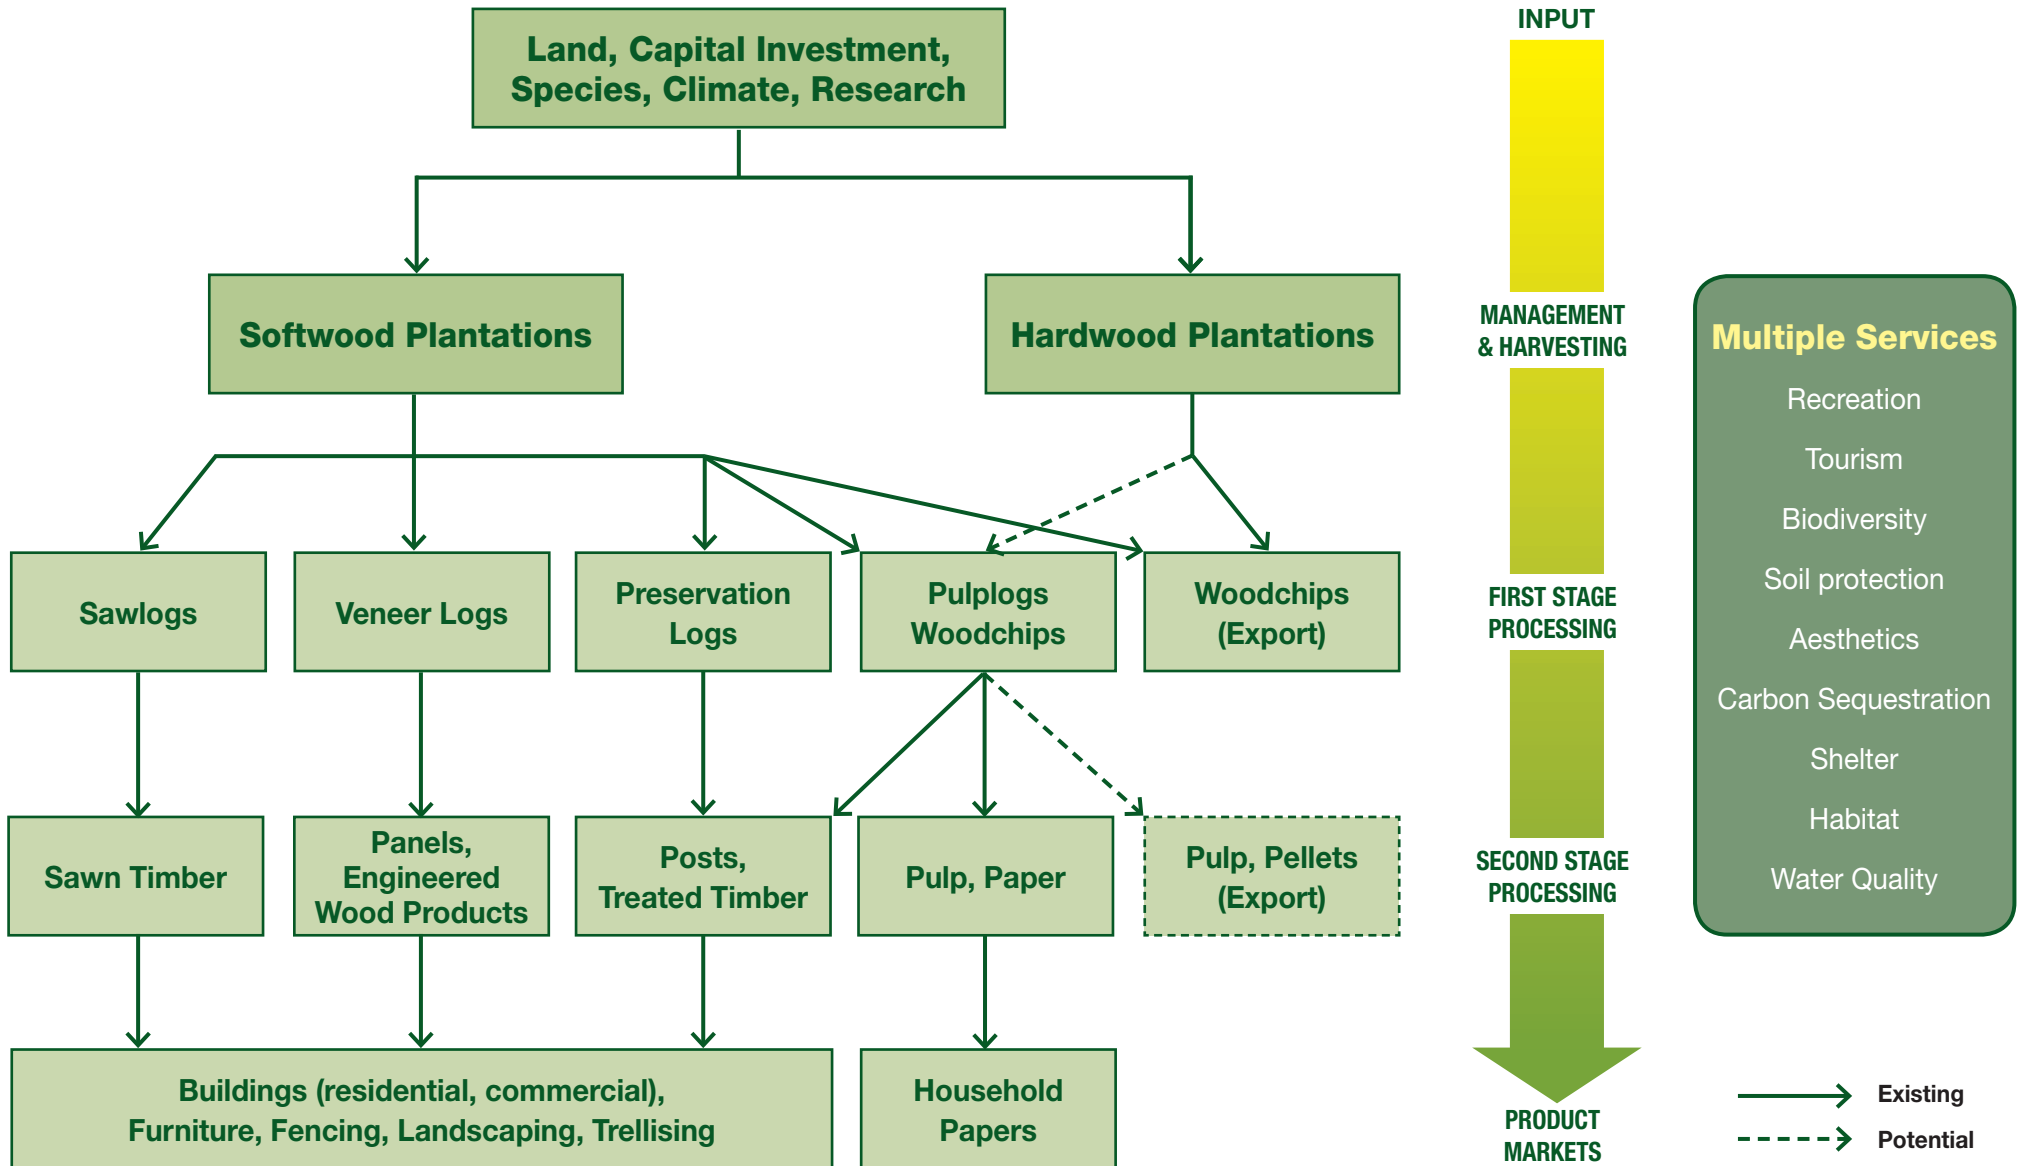 Land, Capital Investment,
Species, Climate, Research
Softwood Plantations
Hardwood Plantations
Sawlogs
Veneer Logs
Preservation
Logs
Pulplogs
Woodchips
Woodchips
(Export)
Sawn Timber
Panels,
Engineered
Wood Products
Posts,
Treated Timber
Pulp, Paper
Pulp, Pellets
(Export)
Buildings (residential, commercial),
Furniture, Fencing, Landscaping, Trellising
Household
Papers
INPUT
MANAGEMENT
& HARVESTING
FIRST STAGE
PROCESSING
SECOND STAGE
PROCESSING
PRODUCT
MARKETS
Multiple Services
Recreation
Tourism
Biodiversity
Soil protection
Aesthetics
Carbon Sequestration
Shelter
Habitat
Water Quality
Existing
Potential